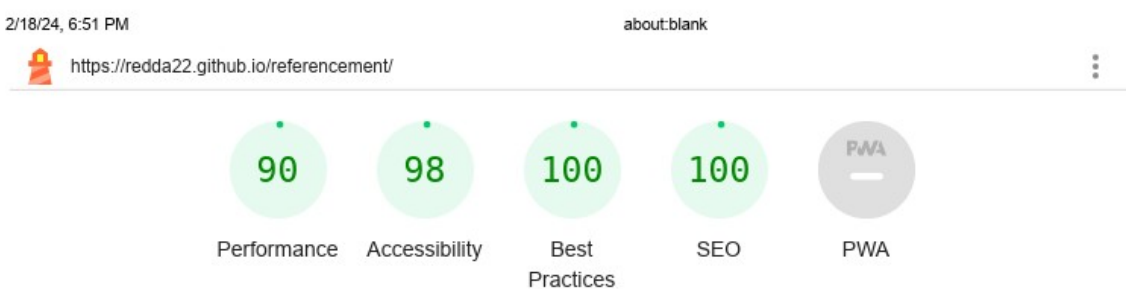 2/18/24, 6:51 PM about:blank
https://redda22.github.io/referencement/
90 98 100 100 PWA
Performance Accessibility Best Practices SEO PWA